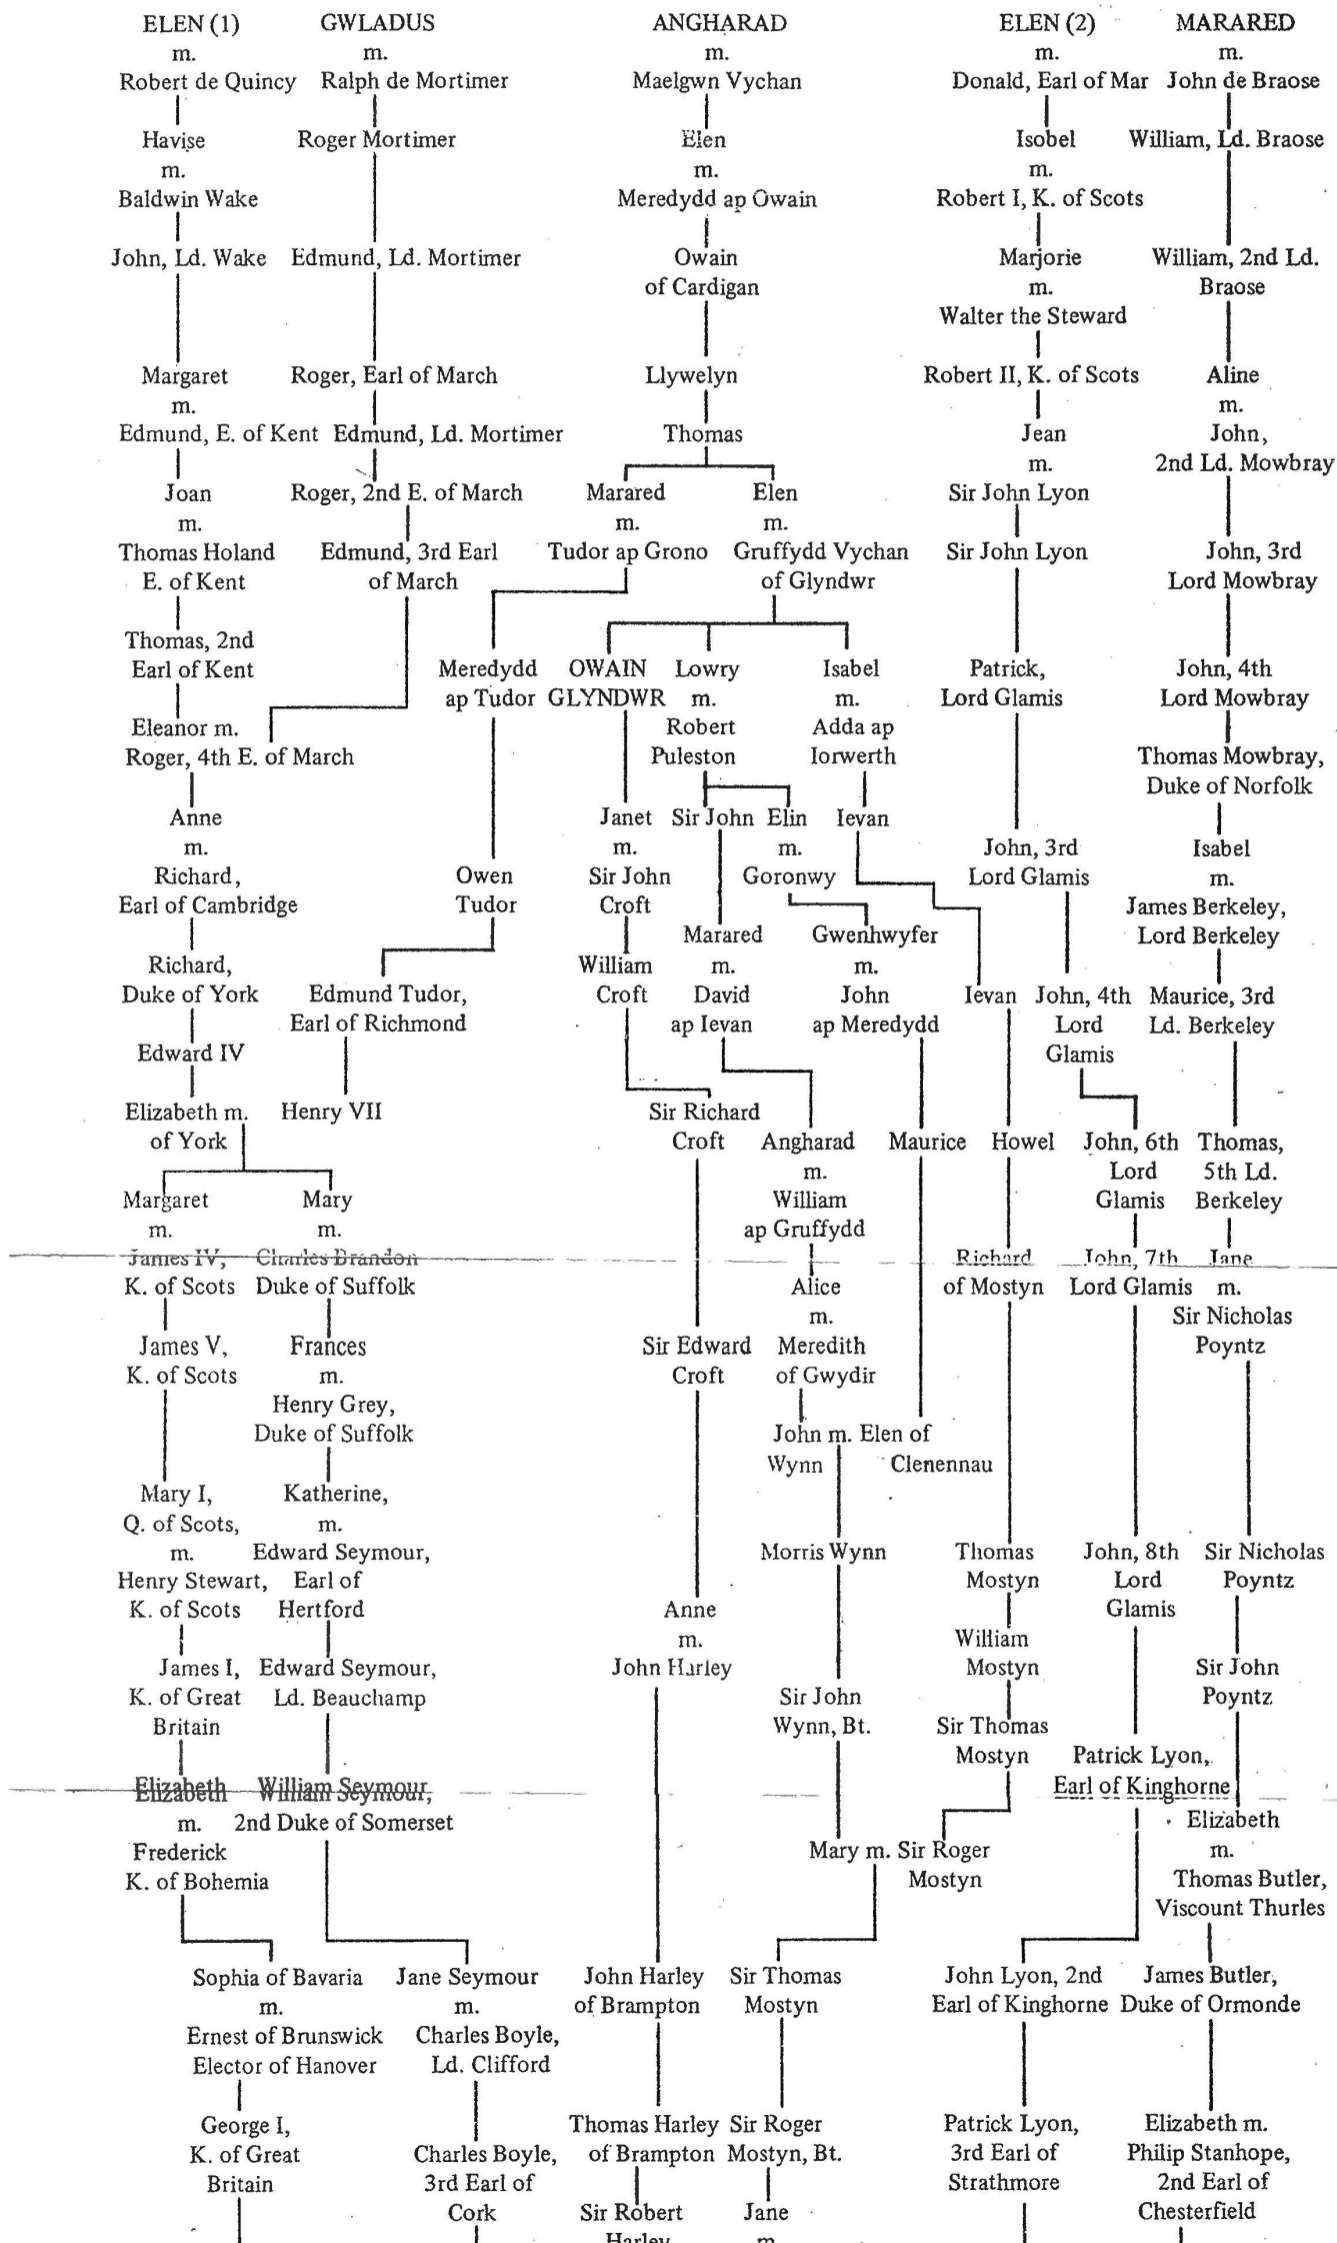 ELEN (1) GWLADUS ANGHARAD ELEN (2) MARARED
m. m. m. m. m.
Robert de Quincy Ralph de Mortimer Maelgwn Vychan Donald, Earl of Mar John de Braose
Havise Roger Mortimer Elen Isobel William, Ld. Braose
m. m. m.
Baldwin Wake Meredydd ap Owain Robert I, K. of Scots
John, Ld. Wake Edmund, Ld. Mortimer Owain Marjorie William, 2nd Ld.
of Cardigan m. Braose
Walter the Steward
Margaret Roger, Earl of March Llywelyn Robert II, K. of Scots Aline
m. m.
Edmund, E. of Kent Edmund, Ld. Mortimer Thomas Jean John,
m. 2nd Ld. Mowbray
Joan Roger, 2nd E. of March Marared Elen Sir John Lyon
m. m. m.
Thomas Holand Edmund, 3rd Earl Tudor ap Grono Gruffydd Vychan Sir John Lyon John, 3rd
E. of Kent of March of Glyndwr Lord Mowbray
Thomas, 2nd
Earl of Kent Meredydd OWAIN Lowry Isabel Patrick, John, 4th
ap Tudor GLYNDWR m. m. Lord Glamis Lord Mowbray
Eleanor m. Robert Adda ap
Roger, 4th E. of March Puleston Iorwerth Thomas Mowbray,
Duke of Norfolk
Anne Janet Sir John Elin Ievan
m. m. m. John, 3rd Isabel
Richard, Owen Sir John Goronwy Lord Glamis m.
Earl of Cambridge Tudor Croft James Berkeley,
Marared Gwenhwyfer Lord Berkeley
Richard, William m. m.
Duke of York Edmund Tudor, Croft David John Ievan John, 4th Maurice, 3rd
Earl of Richmond ap Ievan ap Meredydd Lord Ld. Berkeley
Edward IV Glamis
Elizabeth m. Henry VII Sir Richard
of York Croft Angharad Maurice Howel John, 6th Thomas,
m. Lord 5th Ld.
Margaret Mary William Glamis Berkeley
m. m. ap Gruffydd
James IV, Charles Brandon Richard John, 7th Jane
K. of Scots Duke of Suffolk Alice of Mostyn Lord Glamis m.
m. Sir Nicholas
James V, Frances Sir Edward Meredith Poyntz
K. of Scots m. Croft of Gwydir
Henry Grey,
Duke of Suffolk John m. Elen of
Wynn Clenennau
Mary I, Katherine,
Q. of Scots, m.
m. Edward Seymour, Morris Wynn Thomas John, 8th Sir Nicholas
Henry Stewart, Earl of Mostyn Lord Poyntz
K. of Scots Hertford Anne Glamis
m. William
James I, Edward Seymour, John Harley Mostyn Sir John
K. of Great Ld. Beauchamp Sir John Poyntz
Britain Wynn, Bt. Sir Thomas
Mostyn Patrick Lyon,
Elizabeth William Seymour, Earl of Kinghorne
m. 2nd Duke of Somerset Elizabeth
Frederick Mary m. Sir Roger m.
K. of Bohemia Mostyn Thomas Butler,
Viscount Thurles
Sophia of Bavaria Jane Seymour John Harley Sir Thomas John Lyon, 2nd James Butler,
m. m. of Brampton Mostyn Earl of Kinghorne Duke of Ormonde
Ernest of Brunswick Charles Boyle,
Elector of Hanover Ld. Clifford
George I, Thomas Harley Sir Roger Patrick Lyon, Elizabeth m.
K. of Great Charles Boyle, of Brampton Mostyn, Bt. 3rd Earl of Philip Stanhope,
Britain 3rd Earl of Strathmore 2nd Earl of
Cork Sir Robert Jane Chesterfield
Harley m.